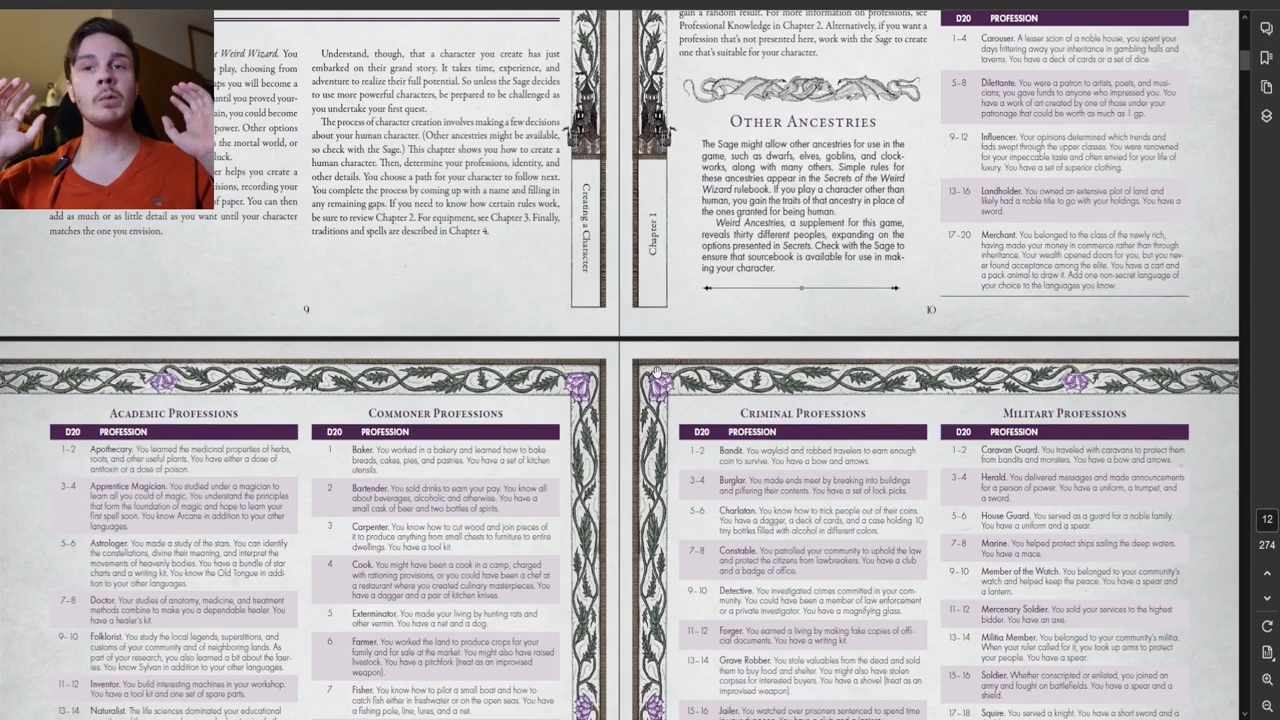 e Weird Wizard. You
play, choosing from
ps you will become a
until you proved your-
ain, you could become
power. Other options
n the mortal world, or
luck.
er helps you create a
isions, recording your
of paper. You can then
add as much or as little detail as you want until your character
matches the one you envision.
Understand, though, that a character you create has just
embarked on their grand story. It takes time, experience, and
adventure to realize their full potential. So unless the Sage decides
to use more powerful characters, be prepared to be challenged as
you undertake your first quest.
The process of character creation involves making a few decisions
about your human character. (Other ancestries might be available,
so check with the Sage.) This chapter shows you how to create a
human character. Then, determine your professions, identity, and
other details. You choose a path for your character to follow next.
You complete the process by coming up with a name and filling in
any remaining gaps. If you need to know how certain rules work,
be sure to review Chapter 2. For equipment, see Chapter 3. Finally,
traditions and spells are described in Chapter 4.
Creating a Character
9
Chapter 1
gain a random result. For more information on professions, see
Professional Knowledge in Chapter 2. Alternatively, if you want a
profession that's not presented here, work with the Sage to create
one that's suitable for your character.
Other Ancestries
The Sage might allow other ancestries for use in the
game, such as dwarfs, elves, goblins, and clock-
works, along with many others. Simple rules for
these ancestries appear in the Secrets of the Weird
Wizard rulebook. If you play a character other than
human, you gain the traits of that ancestry in place of
the ones granted for being human.
Weird Ancestries, a supplement for this game,
reveals thirty different peoples, expanding on the
options presented in Secrets. Check with the Sage to
ensure that sourcebook is available for use in mak-
ing your character.
D20 PROFESSION
1–4 Carouser. A lesser scion of a noble house, you spent your
days frittering away your inheritance in gambling halls and
taverns. You have a deck of cards or a set of dice.
5–8 Dilettante. You were a patron to artists, poets, and musi-
cians; you gave funds to anyone who impressed you. You
have a work of art created by one of those under your
patronage that could be worth as much as 1 gp.
9–12 Influencer. Your opinions determined which trends and
fads swept through the upper classes. You were renowned
for your impeccable taste and often envied for your life of
luxury. You have a set of superior clothing.
13–16 Landholder. You owned an extensive plot of land and
likely had a noble title to go with your holdings. You have a
sword.
17–20 Merchant. You belonged to the class of the newly rich,
having made your money in commerce rather than through
inheritance. Your wealth opened doors for you, but you nev-
er found acceptance among the elite. You have a cart and
a pack animal to draw it. Add one non-secret language of
your choice to the languages you know.
10
Academic Professions
D20 PROFESSION
1–2 Apothecary. You learned the medicinal properties of herbs,
roots, and other useful plants. You have either a dose of
antitoxin or a dose of poison.
3–4 Apprentice Magician. You studied under a magician to
learn all you could of magic. You understand the principles
that form the foundation of magic and hope to learn your
first spell soon. You know Arcane in addition to your other
languages.
5–6 Astrologer. You made a study of the stars. You can identify
the constellations, divine their meaning, and interpret the
movements of heavenly bodies. You have a bundle of star
charts and a writing kit. You know the Old Tongue in addi-
tion to your other languages.
7–8 Doctor. Your studies of anatomy, medicine, and treatment
methods combine to make you a dependable healer. You
have a healer's kit.
9–10 Folklorist. You study the local legends, superstitions, and
customs of your community and of neighboring lands. As
part of your research, you also learned a bit about the faer-
ies. You know Sylvan in addition to your other languages.
11–12 Inventor. You build interesting machines in your workshop.
You have a tool kit and one set of spare parts.
13–14 Naturalist. The life sciences dominated your educational
Commoner Professions
D20 PROFESSION
1 Baker. You worked in a bakery and learned how to bake
breads, cakes, pies, and pastries. You have a set of kitchen
utensils.
2 Bartender. You sold drinks to earn your pay. You know all
about beverages, alcoholic and otherwise. You have a
small cask of beer and two bottles of spirits.
3 Carpenter. You know how to cut wood and join pieces of
it to produce anything from small chests to furniture to entire
dwellings. You have a tool kit.
4 Cook. You might have been a cook in a camp, charged
with rationing provisions, or you could have been a chef at
a restaurant where you created culinary masterpieces. You
have a dagger and a pair of kitchen knives.
5 Exterminator. You made your living by hunting rats and
other vermin. You have a net and a dog.
6 Farmer. You worked the land to produce crops for your
family and for sale at the market. You might also have raised
livestock. You have a pitchfork (treat as an improvised
weapon).
7 Fisher. You know how to pilot a small boat and how to
catch fish either in freshwater or on the open seas. You have
a fishing pole, line, lures, and a net.
Criminal Professions
D20 PROFESSION
1–2 Bandit. You waylaid and robbed travelers to earn enough
coin to survive. You have a bow and arrows.
3–4 Burglar. You made ends meet by breaking into buildings
and pilfering their contents. You have a set of lock picks.
5–6 Charlatan. You know how to trick people out of their coins.
You have a dagger, a deck of cards, and a case holding 10
tiny bottles filled with alcohol in different colors.
7–8 Constable. You patrolled your community to uphold the law
and protect the citizens from lawbreakers. You have a club
and a badge of office.
9–10 Detective. You investigated crimes committed in your com-
munity. You could have been a member of law enforcement
or a private investigator. You have a magnifying glass.
11–12 Forger. You earned a living by making fake copies of offi-
cial documents. You have a writing kit.
13–14 Grave Robber. You stole valuables from the dead and sold
them to buy food and shelter. You might also have stolen
corpses for interested buyers. You have a shovel (treat as an
improvised weapon).
15–16 Jailer. You watched over prisoners sentenced to spend time
Military Professions
D20 PROFESSION
1–2 Caravan Guard. You traveled with caravans to protect them
from bandits and monsters. You have a bow and arrows.
3–4 Herald. You delivered messages and made announcements
for a person of power. You have a uniform, a trumpet, and
a sword.
5–6 House Guard. You served as a guard for a noble family.
You have a uniform and a spear.
7–8 Marine. You helped protect ships sailing the deep waters.
You have a mace.
9–10 Member of the Watch. You belonged to your community's
watch and helped keep the peace. You have a spear and
a lantern.
11–12 Mercenary Soldier. You sold your services to the highest
bidder. You have an axe.
13–14 Militia Member. You belonged to your community's militia.
When your ruler called for it, you took up arms to protect
your people. You have a spear.
15–16 Soldier. Whether conscripted or enlisted, you joined an
army and fought on battlefields. You have a spear and a
shield.
17–18 Squire. You served a knight. You have a short sword and
12
274